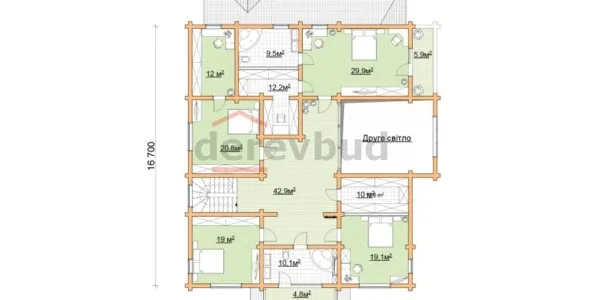 9,5м²
5,9м²
12 м²
29,9м²
12,2м²
Друге світло
20,8м²
derevbud
16 700
42,9м²
10 м²
19 м²
10,1м²
19,1м²
4,8м²